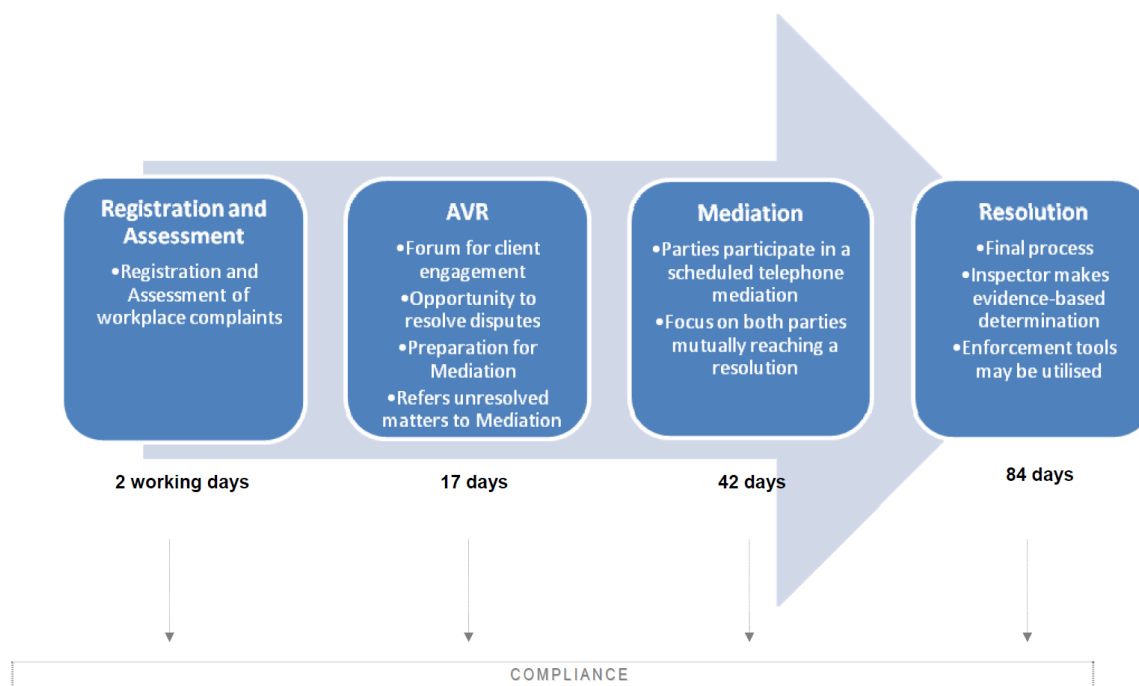 Registration and
Assessment
•Registration and
Assessment of
workplace complaints
AVR
•Forum for client
engagement
•Opportunity to
resolve disputes
•Preparation for
Mediation
•Refers unresolved
matters to Mediation
Mediation
•Parties participate in a
scheduled telephone
mediation
•Focus on both parties
mutually reaching a
resolution
Resolution
•Final process
•Inspector makes
evidence-based
determination
•Enforcement tools
may be utilised
2 working days
17 days
42 days
84 days
COMPLIANCE